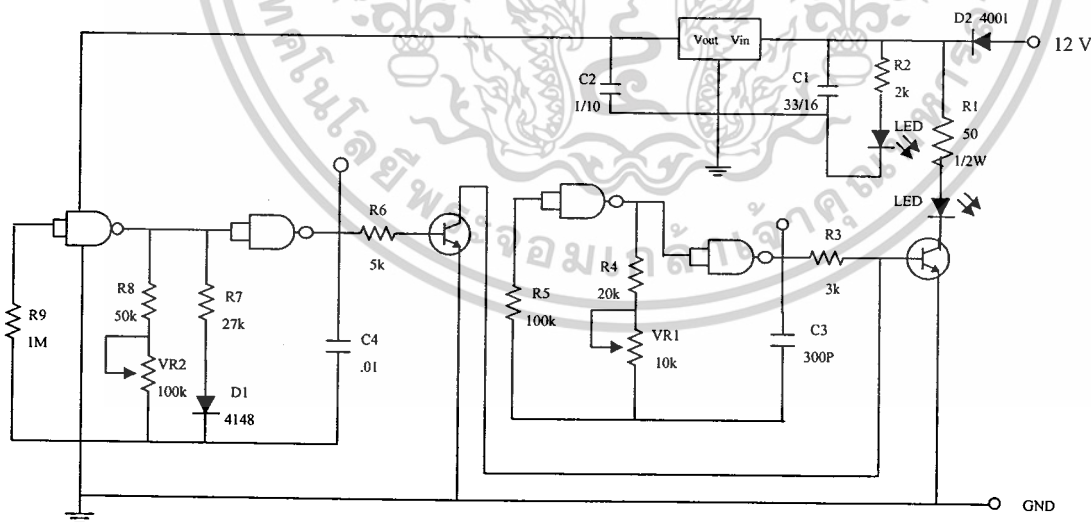 D2 4001
12 V
Vout Vin
C2
1/10
C1
33/16
R2
2k
LED
R1
50
1/2W
LED
R6
5k
R3
3k
R4
20k
R5
100k
VR1
10k
C3
300P
R8
50k
R7
27k
R9
1M
VR2
100k
D1
4148
C4
.01
GND